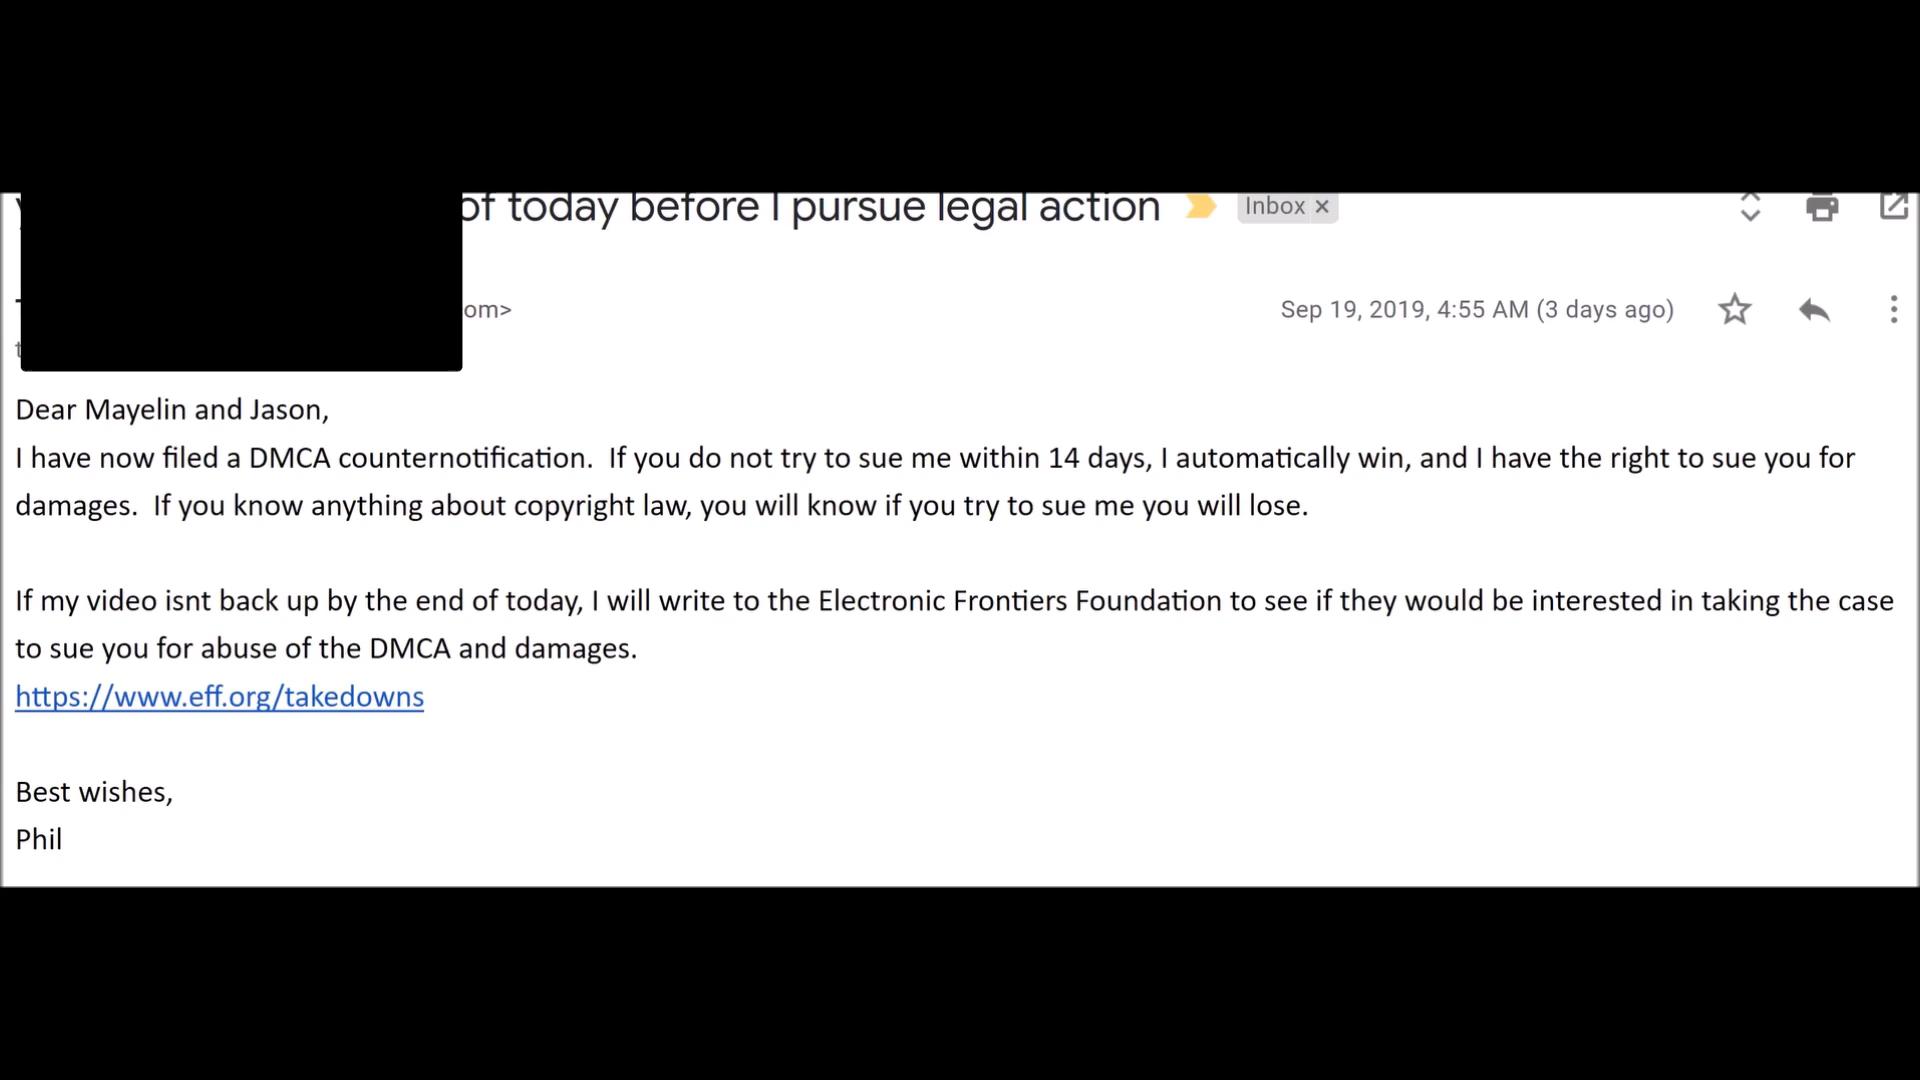 of today before I pursue legal action Inbox ×
om> Sep 19, 2019, 4:55 AM (3 days ago)
Dear Mayelin and Jason,
I have now filed a DMCA counternotification.  If you do not try to sue me within 14 days, I automatically win, and I have the right to sue you for
damages.  If you know anything about copyright law, you will know if you try to sue me you will lose.
If my video isnt back up by the end of today, I will write to the Electronic Frontiers Foundation to see if they would be interested in taking the case
to sue you for abuse of the DMCA and damages.
https://www.eff.org/takedowns
Best wishes,
Phil